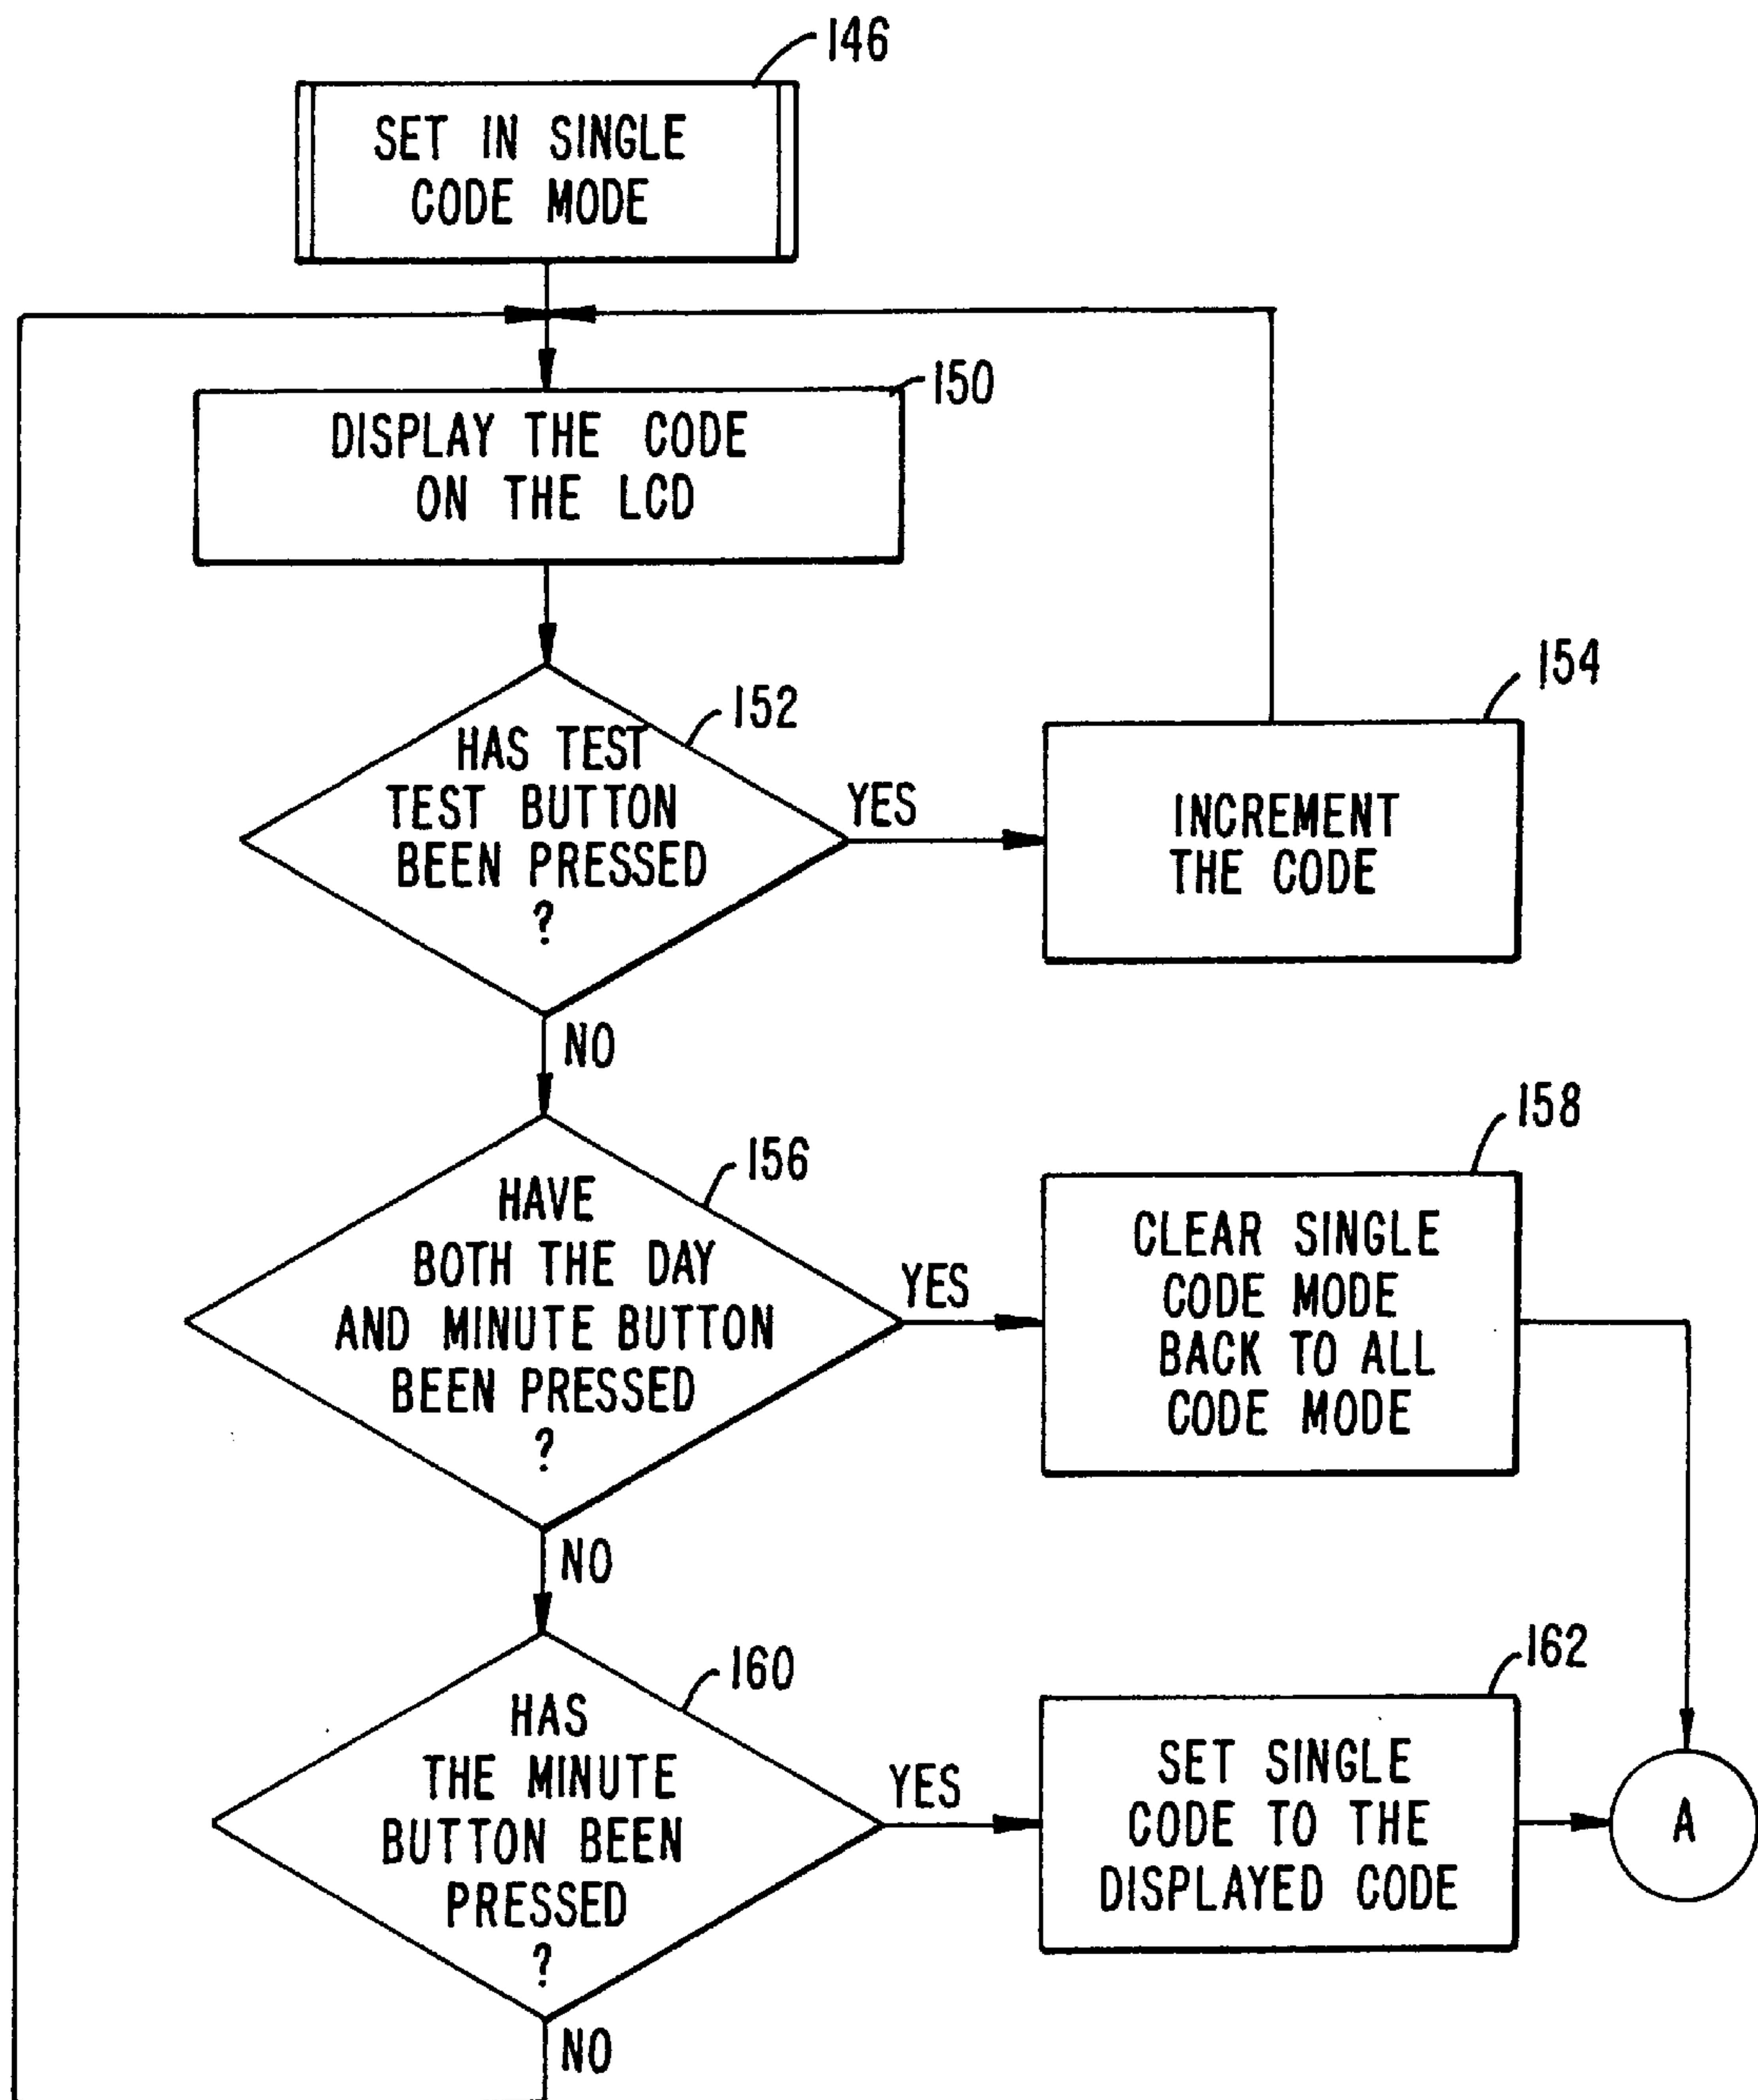 146
SET IN SINGLE
CODE MODE
150
DISPLAY THE CODE
ON THE LCD
152
HAS TEST
TEST BUTTON
BEEN PRESSED
?
YES
154
INCREMENT
THE CODE
NO
156
HAVE
BOTH THE DAY
AND MINUTE BUTTON
BEEN PRESSED
?
YES
158
CLEAR SINGLE
CODE MODE
BACK TO ALL
CODE MODE
NO
160
HAS
THE MINUTE
BUTTON BEEN
PRESSED
?
YES
162
SET SINGLE
CODE TO THE
DISPLAYED CODE
A
NO